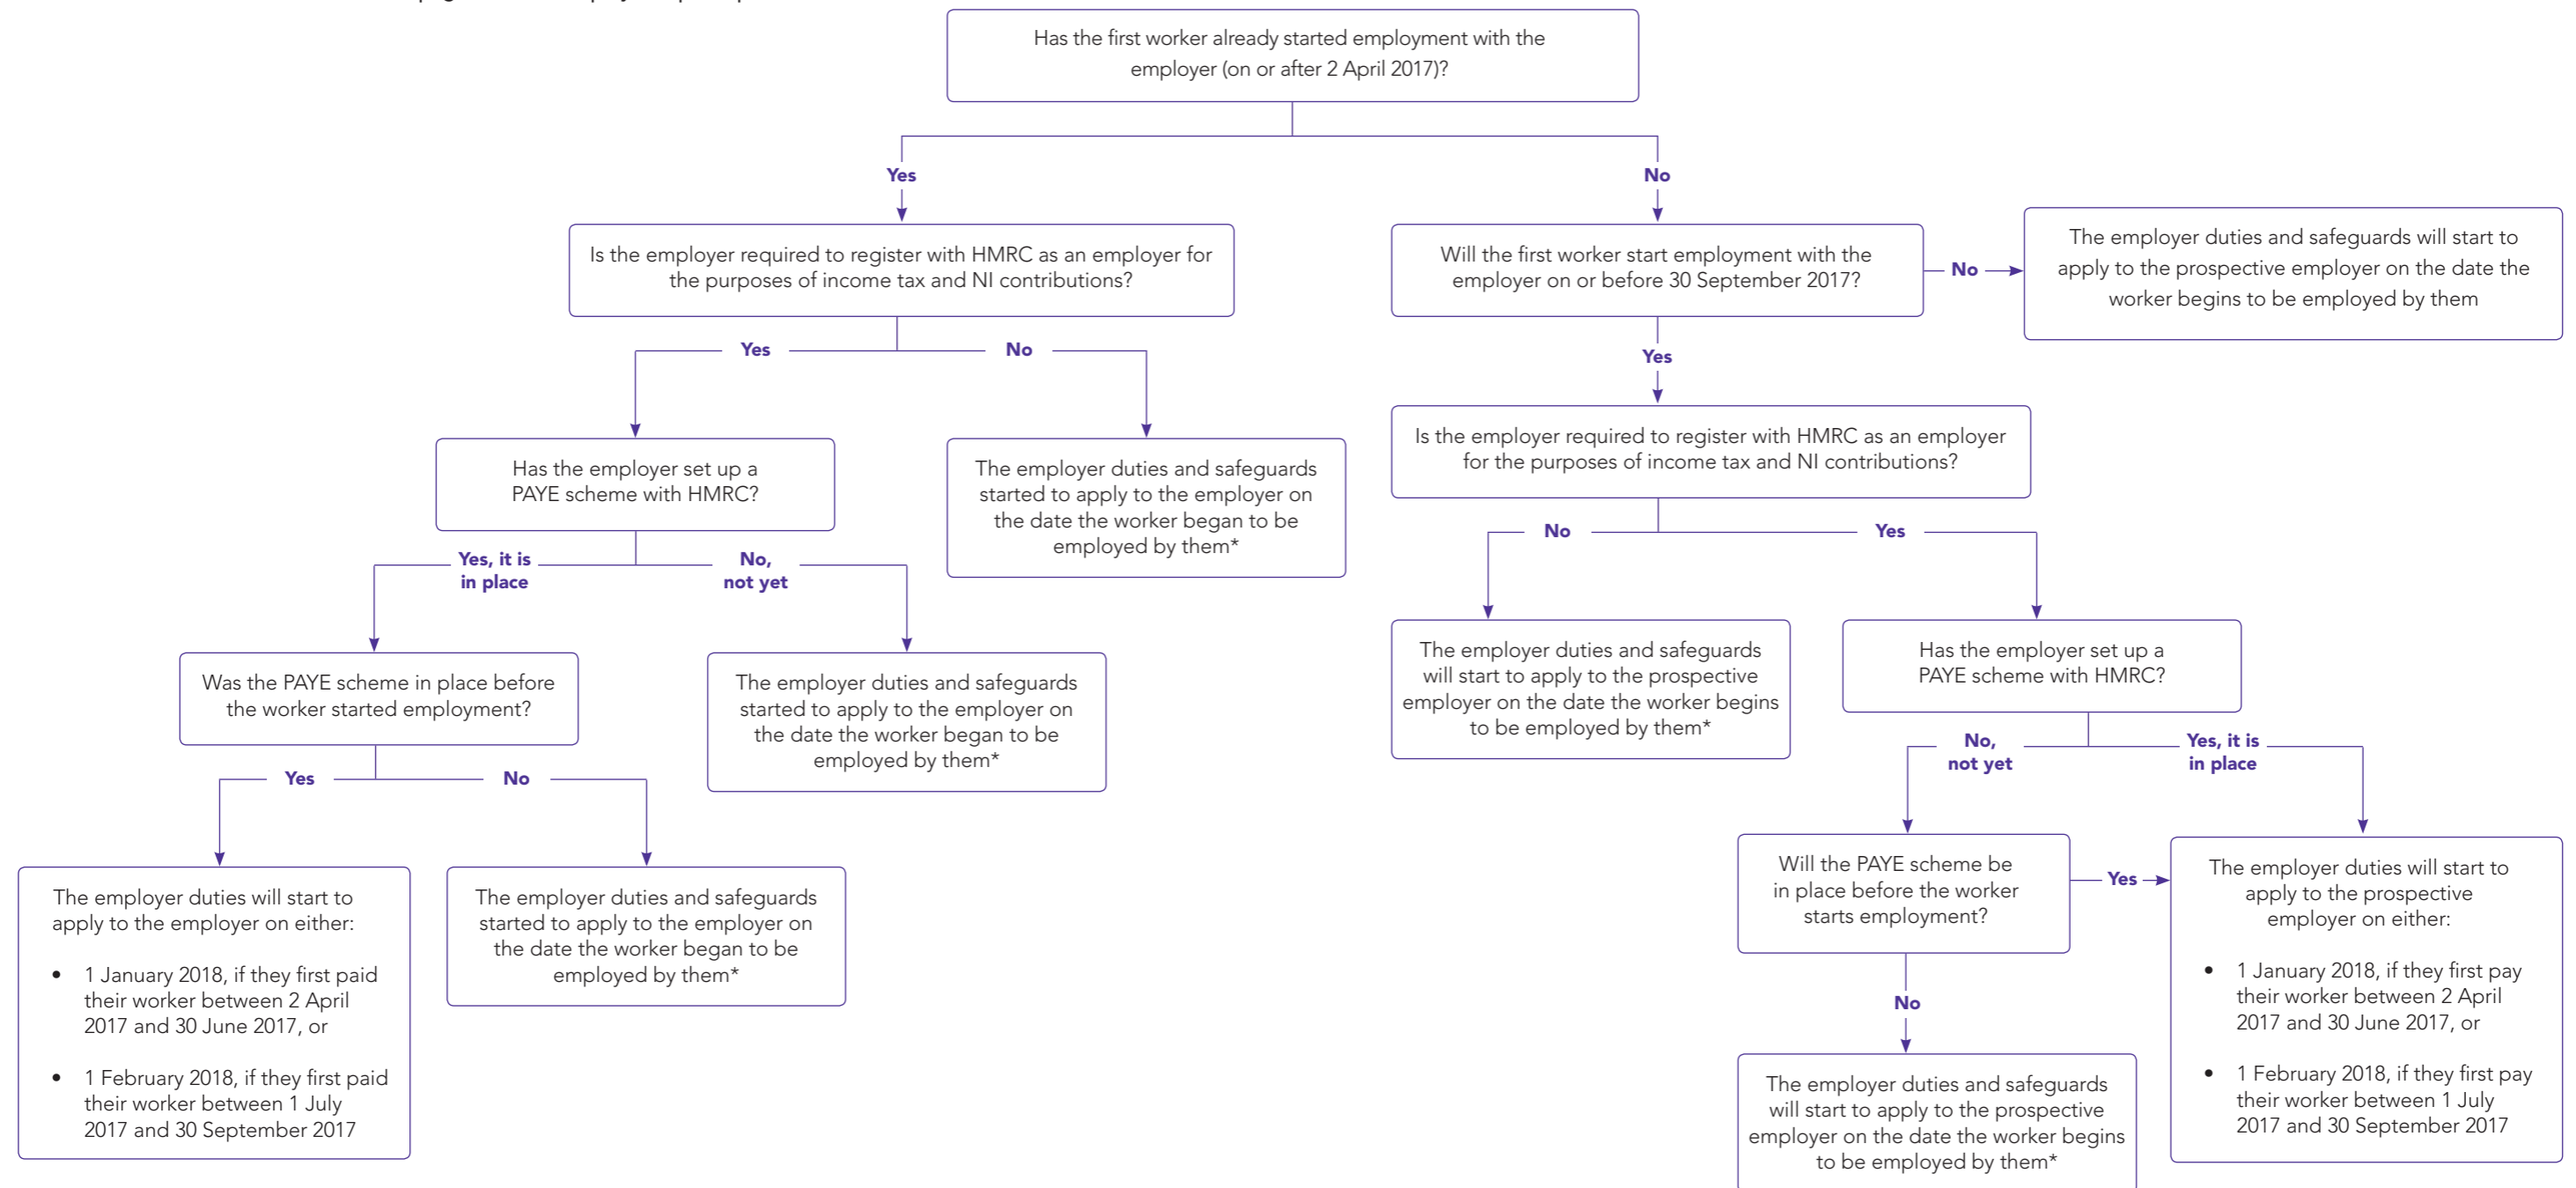 Has the first worker already started employment with the
employer (on or after 2 April 2017)?
Yes
No
Is the employer required to register with HMRC as an employer for
the purposes of income tax and NI contributions?
Will the first worker start employment with the
employer on or before 30 September 2017?
No
The employer duties and safeguards will start to
apply to the prospective employer on the date the
worker begins to be employed by them
Yes
No
Yes
Has the employer set up a
PAYE scheme with HMRC?
The employer duties and safeguards
started to apply to the employer on
the date the worker began to be
employed by them*
Is the employer required to register with HMRC as an employer
for the purposes of income tax and NI contributions?
Yes, it is
in place
No,
not yet
No
Yes
Was the PAYE scheme in place before
the worker started employment?
The employer duties and safeguards
started to apply to the employer on
the date the worker began to be
employed by them*
The employer duties and safeguards
will start to apply to the prospective
employer on the date the worker begins
to be employed by them*
Has the employer set up a
PAYE scheme with HMRC?
Yes
No
No,
not yet
Yes, it is
in place
The employer duties will start to
apply to the employer on either:
• 1 January 2018, if they first paid
their worker between 2 April
2017 and 30 June 2017, or
• 1 February 2018, if they first paid
their worker between 1 July
2017 and 30 September 2017
The employer duties and safeguards
started to apply to the employer on
the date the worker began to be
employed by them*
Will the PAYE scheme be
in place before the worker
starts employment?
Yes
The employer duties will start to
apply to the prospective
employer on either:
• 1 January 2018, if they first pay
their worker between 2 April
2017 and 30 June 2017, or
• 1 February 2018, if they first pay
their worker between 1 July
2017 and 30 September 2017
No
The employer duties and safeguards
will start to apply to the prospective
employer on the date the worker begins
to be employed by them*